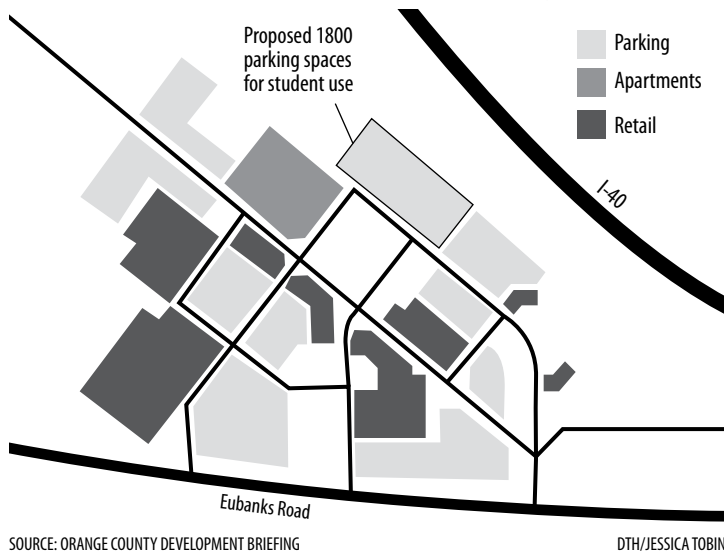 Proposed 1800
parking spaces
for student use
Parking
Apartments
Retail
I-40
Eubanks Road
SOURCE: ORANGE COUNTY DEVELOPMENT BRIEFING
DTH/JESSICA TOBIN